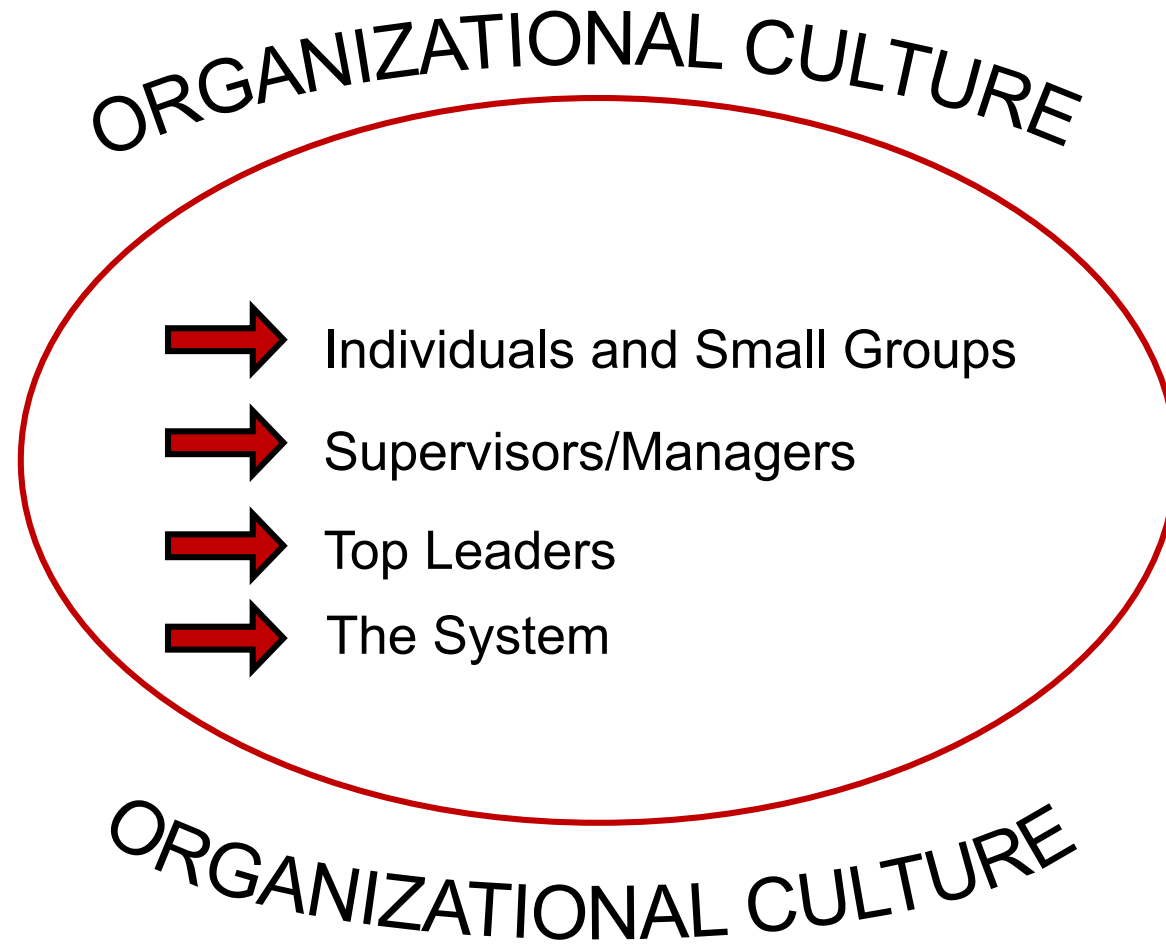 ORGANIZATIONAL CULTURE
Individuals and Small Groups
Supervisors/Managers
Top Leaders
The System
ORGANIZATIONAL CULTURE